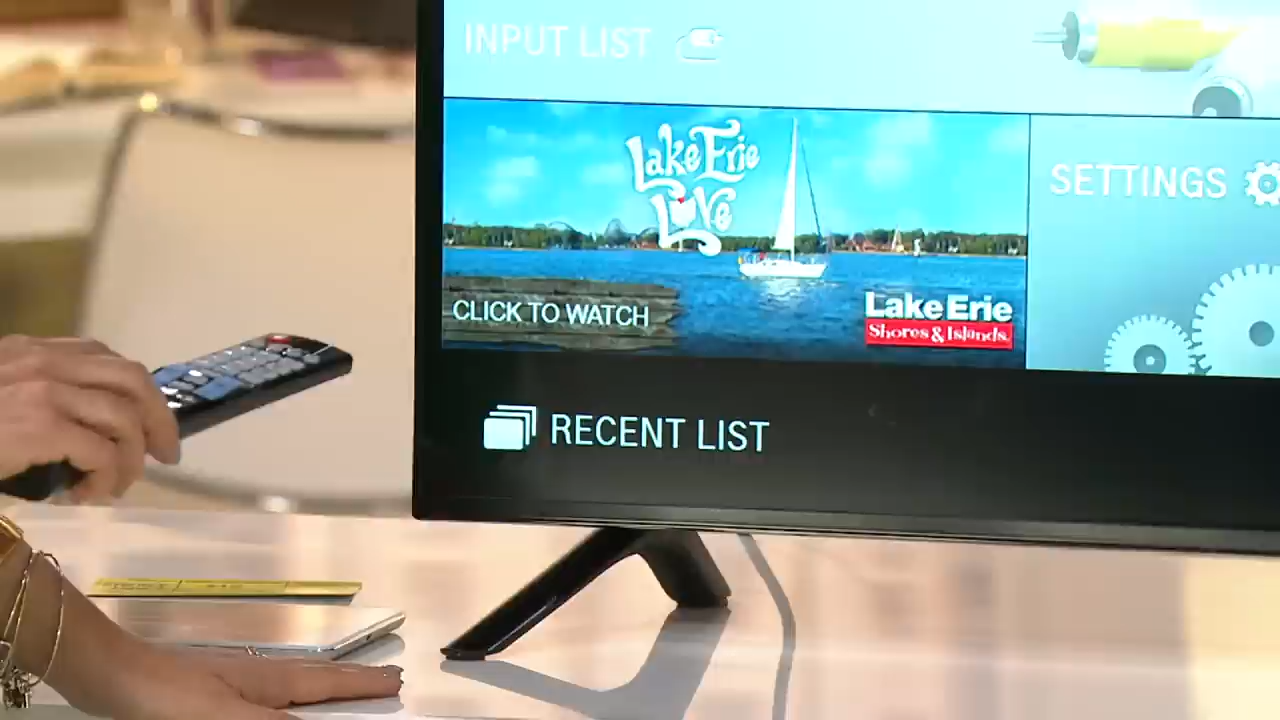 INPUT LIST
Lake Erie
Love
SETTINGS
CLICK TO WATCH
Lake Erie
Shores & Islands.
RECENT LIST